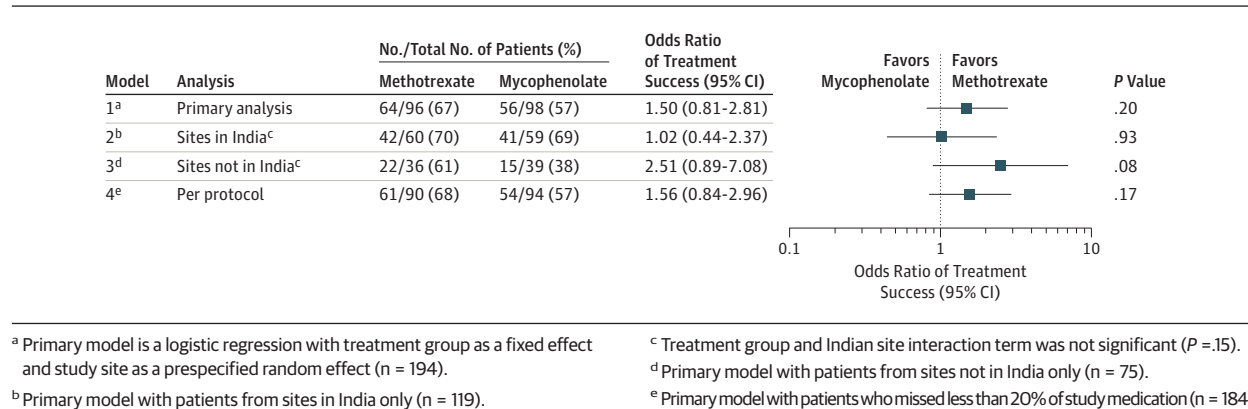 No./Total No. of Patients (%)
Odds Ratio
of Treatment
Success (95% CI)
Favors
Mycophenolate
Favors
Methotrexate
Model Analysis Methotrexate Mycophenolate P Value
1a Primary analysis 64/96 (67) 56/98 (57) 1.50 (0.81-2.81) .20
2b Sites in Indiac 42/60 (70) 41/59 (69) 1.02 (0.44-2.37) .93
3d Sites not in Indiac 22/36 (61) 15/39 (38) 2.51 (0.89-7.08) .08
4e Per protocol 61/90 (68) 54/94 (57) 1.56 (0.84-2.96) .17
0.1 1 10
Odds Ratio of Treatment
Success (95% CI)
a Primary model is a logistic regression with treatment group as a fixed effect
and study site as a prespecified random effect (n = 194).
b Primary model with patients from sites in India only (n = 119).
c Treatment group and Indian site interaction term was not significant (P =.15).
d Primary model with patients from sites not in India only (n = 75).
e Primary model with patients who missed less than 20% of study medication (n = 184